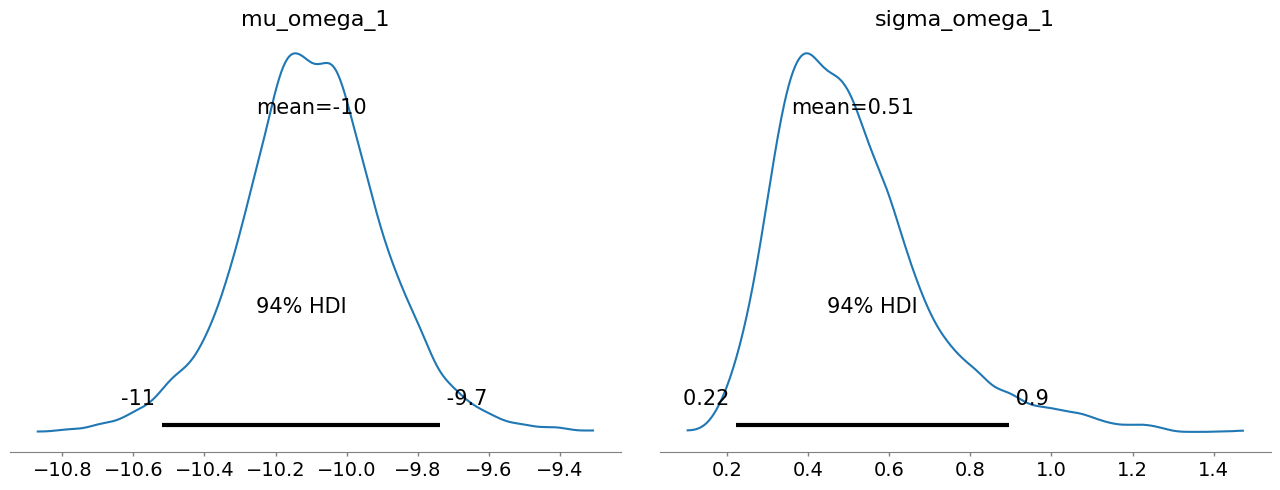 mu_omega_1
mean=-10
94% HDI
-11
-9.7
−10.8 −10.6 −10.4 −10.2 −10.0 −9.8 −9.6 −9.4
sigma_omega_1
mean=0.51
94% HDI
0.22
0.9
0.2 0.4 0.6 0.8 1.0 1.2 1.4